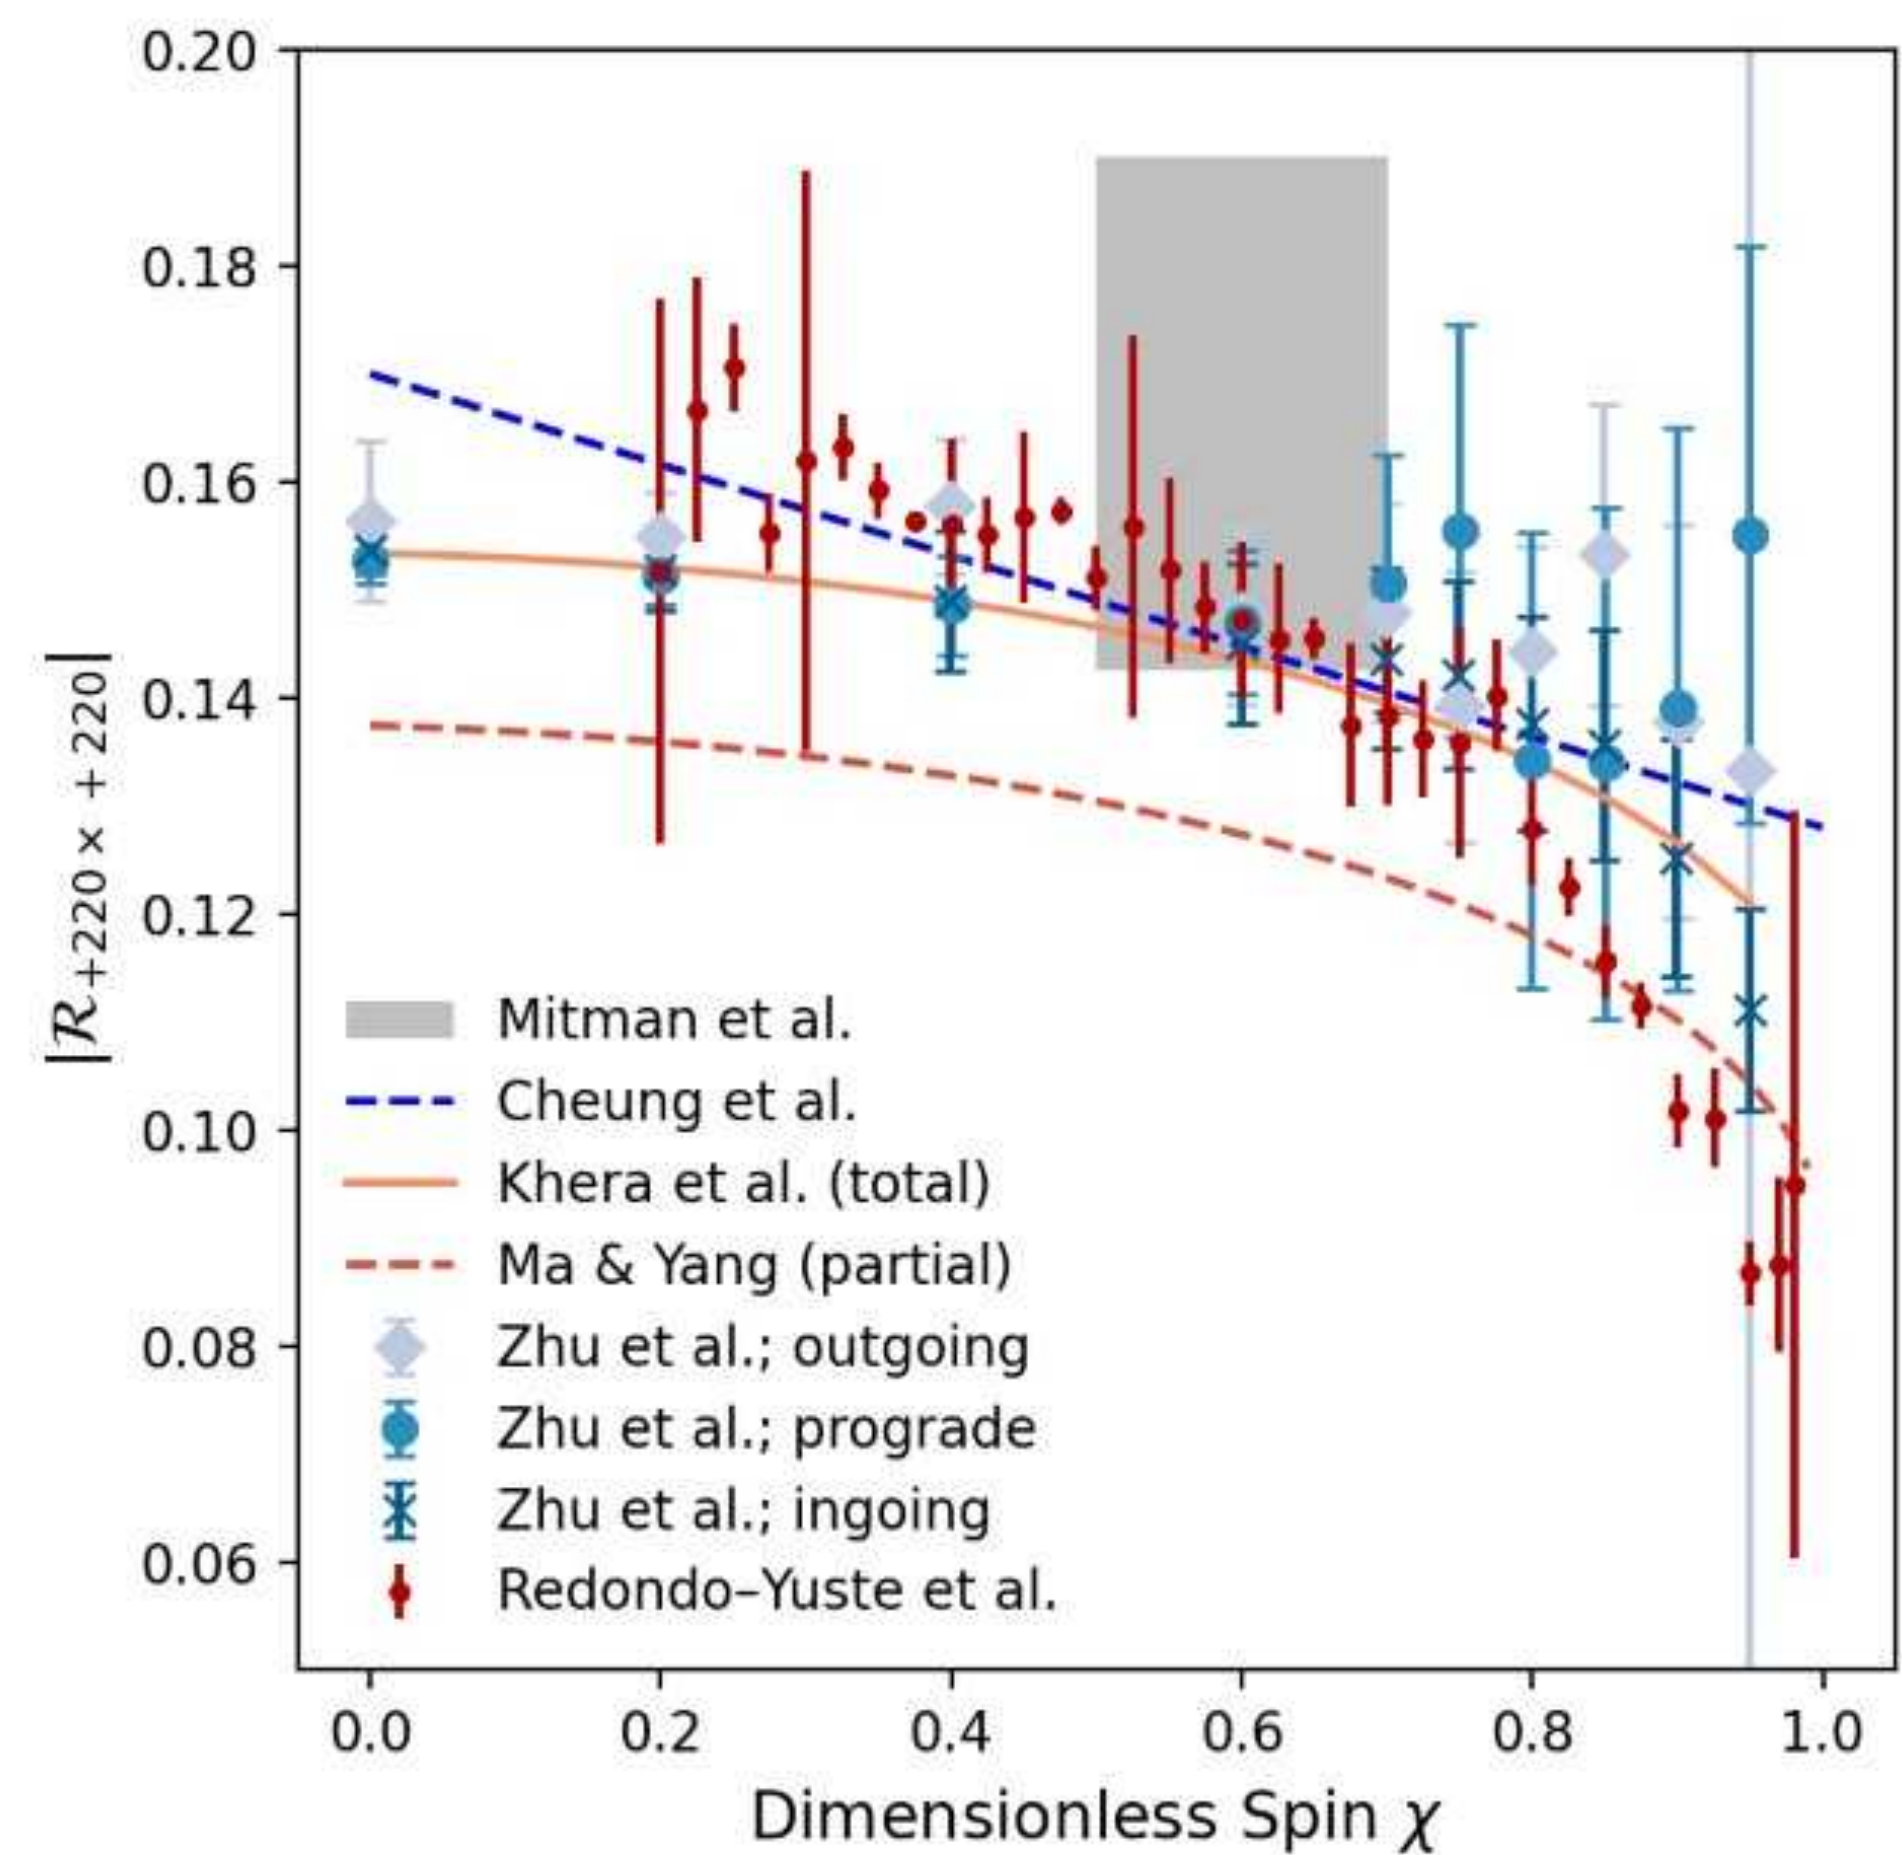 0.20
0.18
0.16
0.14
0.12
0.10
0.08
0.06
|ℛ₊₂₂₀ × ₊₂₂₀|
Mitman et al.
Cheung et al.
Khera et al. (total)
Ma & Yang (partial)
Zhu et al.; outgoing
Zhu et al.; prograde
Zhu et al.; ingoing
Redondo–Yuste et al.
0.0 0.2 0.4 0.6 0.8 1.0
Dimensionless Spin χ